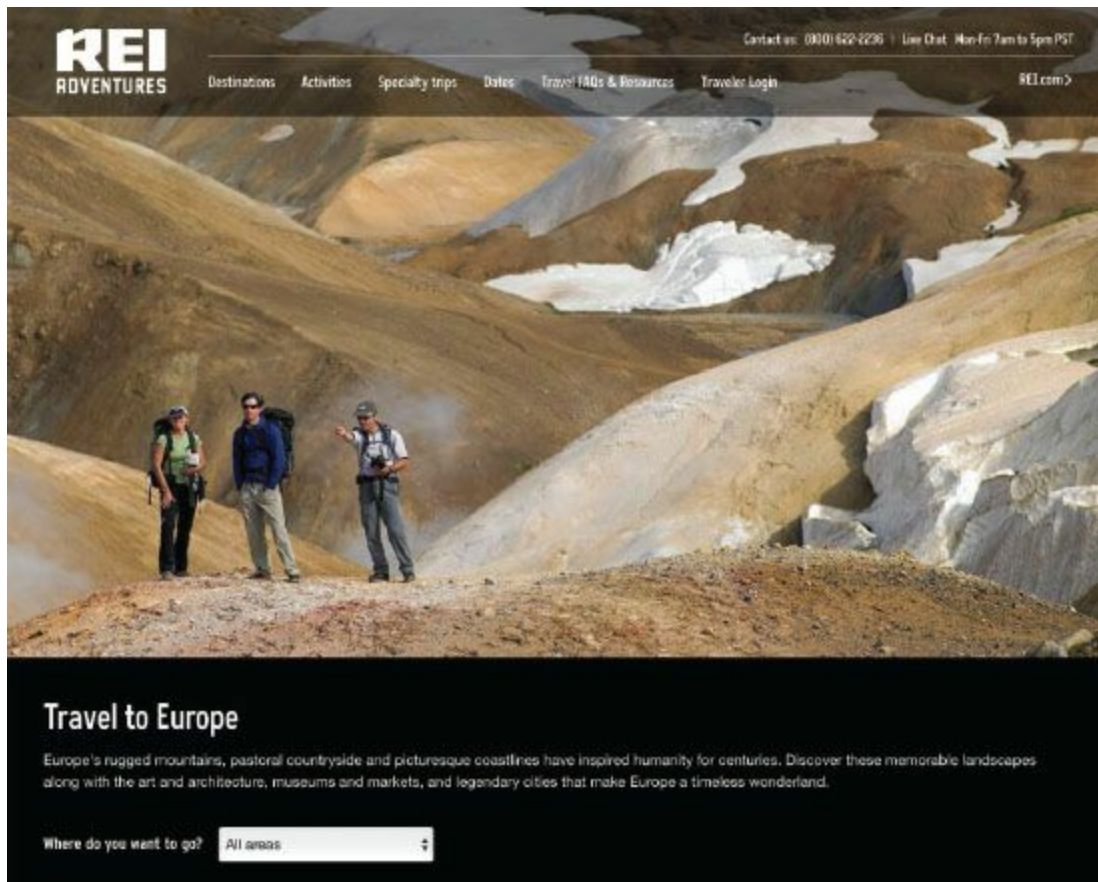 REI
ADVENTURES
Contact us: (800) 622-2236 | Live Chat Mon-Fri 7am to 5pm PST
Destinations Activities Specialty trips Dates Travel FAQs & Resources Traveler Login REI.com >
Travel to Europe
Europe's rugged mountains, pastoral countryside and picturesque coastlines have inspired humanity for centuries. Discover these memorable landscapes
along with the art and architecture, museums and markets, and legendary cities that make Europe a timeless wonderland.
Where do you want to go? All areas